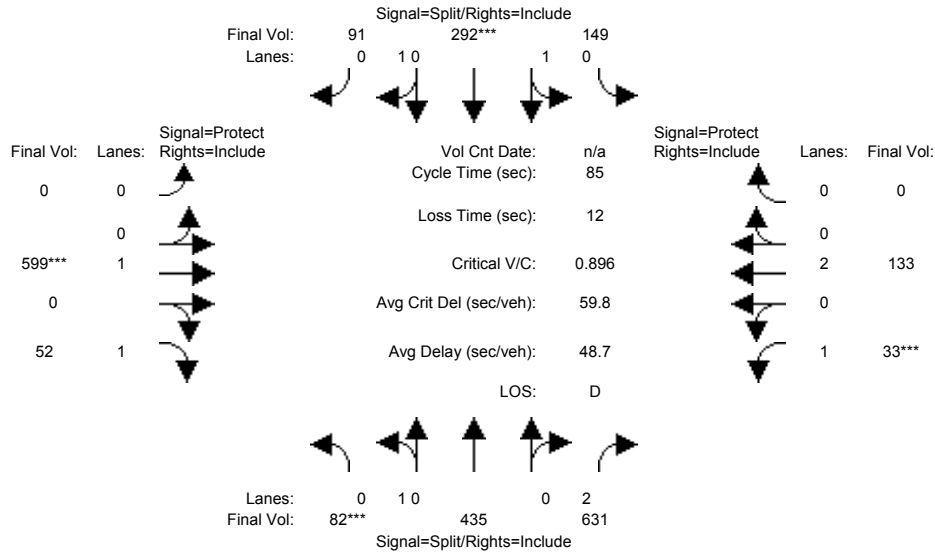 Signal=Split/Rights=Include
Final Vol: 91 292*** 149
Lanes: 0 1 0 1 0
Signal=Protect
Final Vol: Lanes: Rights=Include
Vol Cnt Date: n/a
Signal=Protect
Rights=Include Lanes: Final Vol:
Cycle Time (sec): 85
0 0
0 0
Loss Time (sec): 12
0
0
599*** 1
Critical V/C: 0.896
2 133
0
Avg Crit Del (sec/veh): 59.8
0
52 1
Avg Delay (sec/veh): 48.7
1 33***
LOS: D
Lanes: 0 1 0 0 2
Final Vol: 82*** 435 631
Signal=Split/Rights=Include